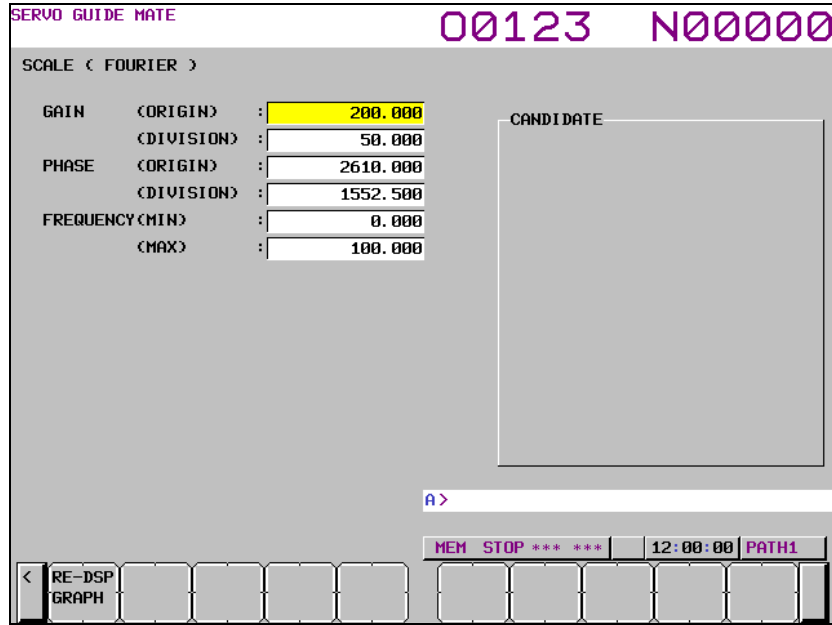 SERVO GUIDE MATE
O0123 N00000
SCALE ( FOURIER )
GAIN (ORIGIN) : 200.000
(DIVISION) : 50.000
PHASE (ORIGIN) : 2610.000
(DIVISION) : 1552.500
FREQUENCY(MIN) : 0.000
(MAX) : 100.000
CANDIDATE
A>
MEM STOP *** *** 12:00:00 PATH1
< RE-DSP
GRAPH